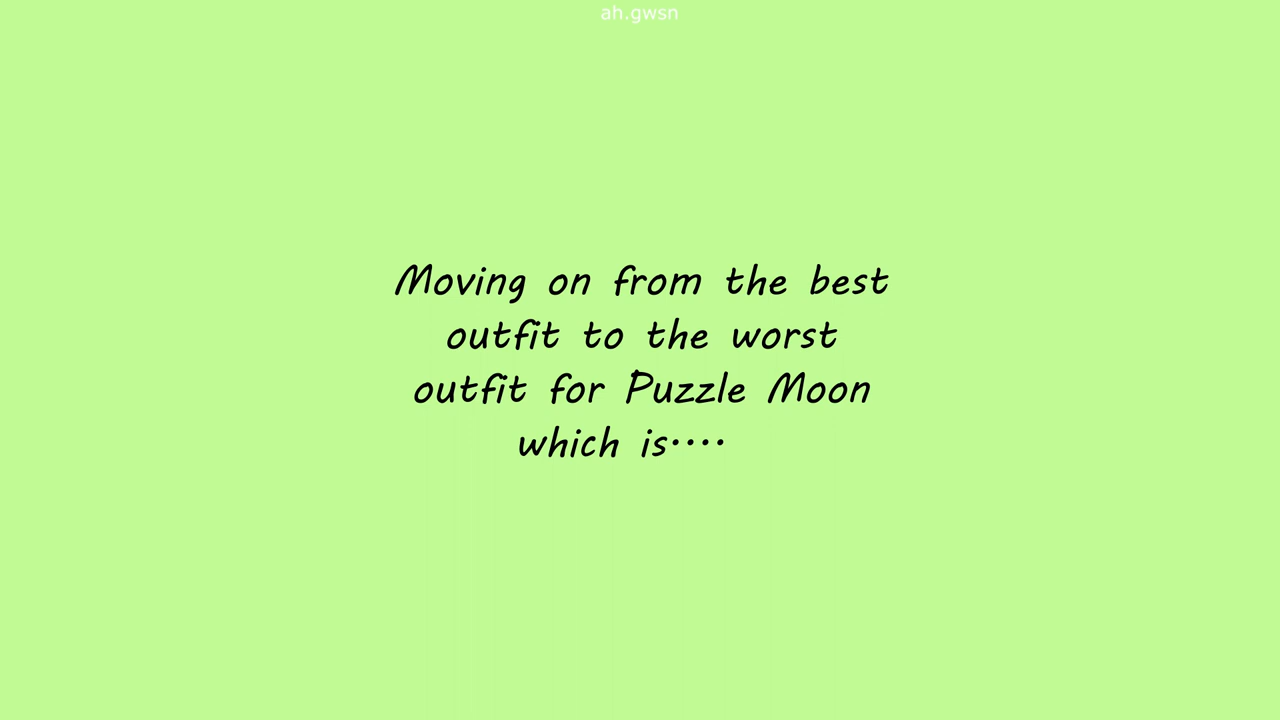 ah.gwsn
Moving on from the best
outfit to the worst
outfit for Puzzle Moon
which is....